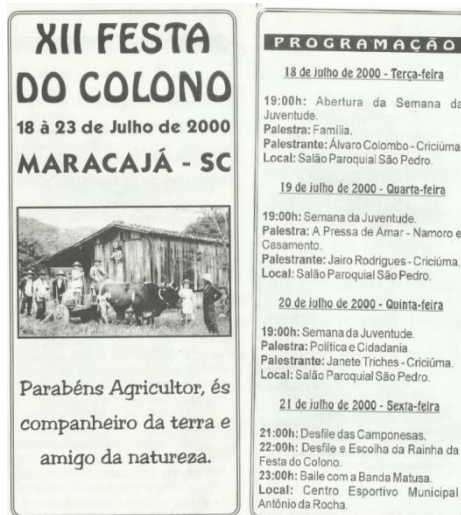 XII FESTA
DO COLONO
18 à 23 de Julho de 2000
MARACAJÁ - SC
Parabéns Agricultor, és
companheiro da terra e
amigo da natureza.
PROGRAMAÇÃO
18 de julho de 2000 - Terça-feira
19:00h: Abertura da Semana da
Juventude.
Palestra: Família.
Palestrante: Álvaro Colombo - Criciúma
Local: Salão Paroquial São Pedro.
19 de julho de 2000 - Quarta-feira
19:00h: Semana da Juventude.
Palestra: A Pressa de Amar - Namoro e
Casamento.
Palestrante: Jairo Rodrigues - Criciúma.
Local: Salão Paroquial São Pedro.
20 de julho de 2000 - Quinta-feira
19:00h: Semana da Juventude.
Palestra: Política e Cidadania.
Palestrante: Janete Triches - Criciúma.
Local: Salão Paroquial São Pedro.
21 de julho de 2000 - Sexta-feira
21:00h: Desfile das Camponesas.
22:00h: Desfile e Escolha da Rainha da
Festa do Colono.
23:00h: Baile com a Banda Matusa.
Local: Centro Esportivo Municipal
Antônio da Rocha.